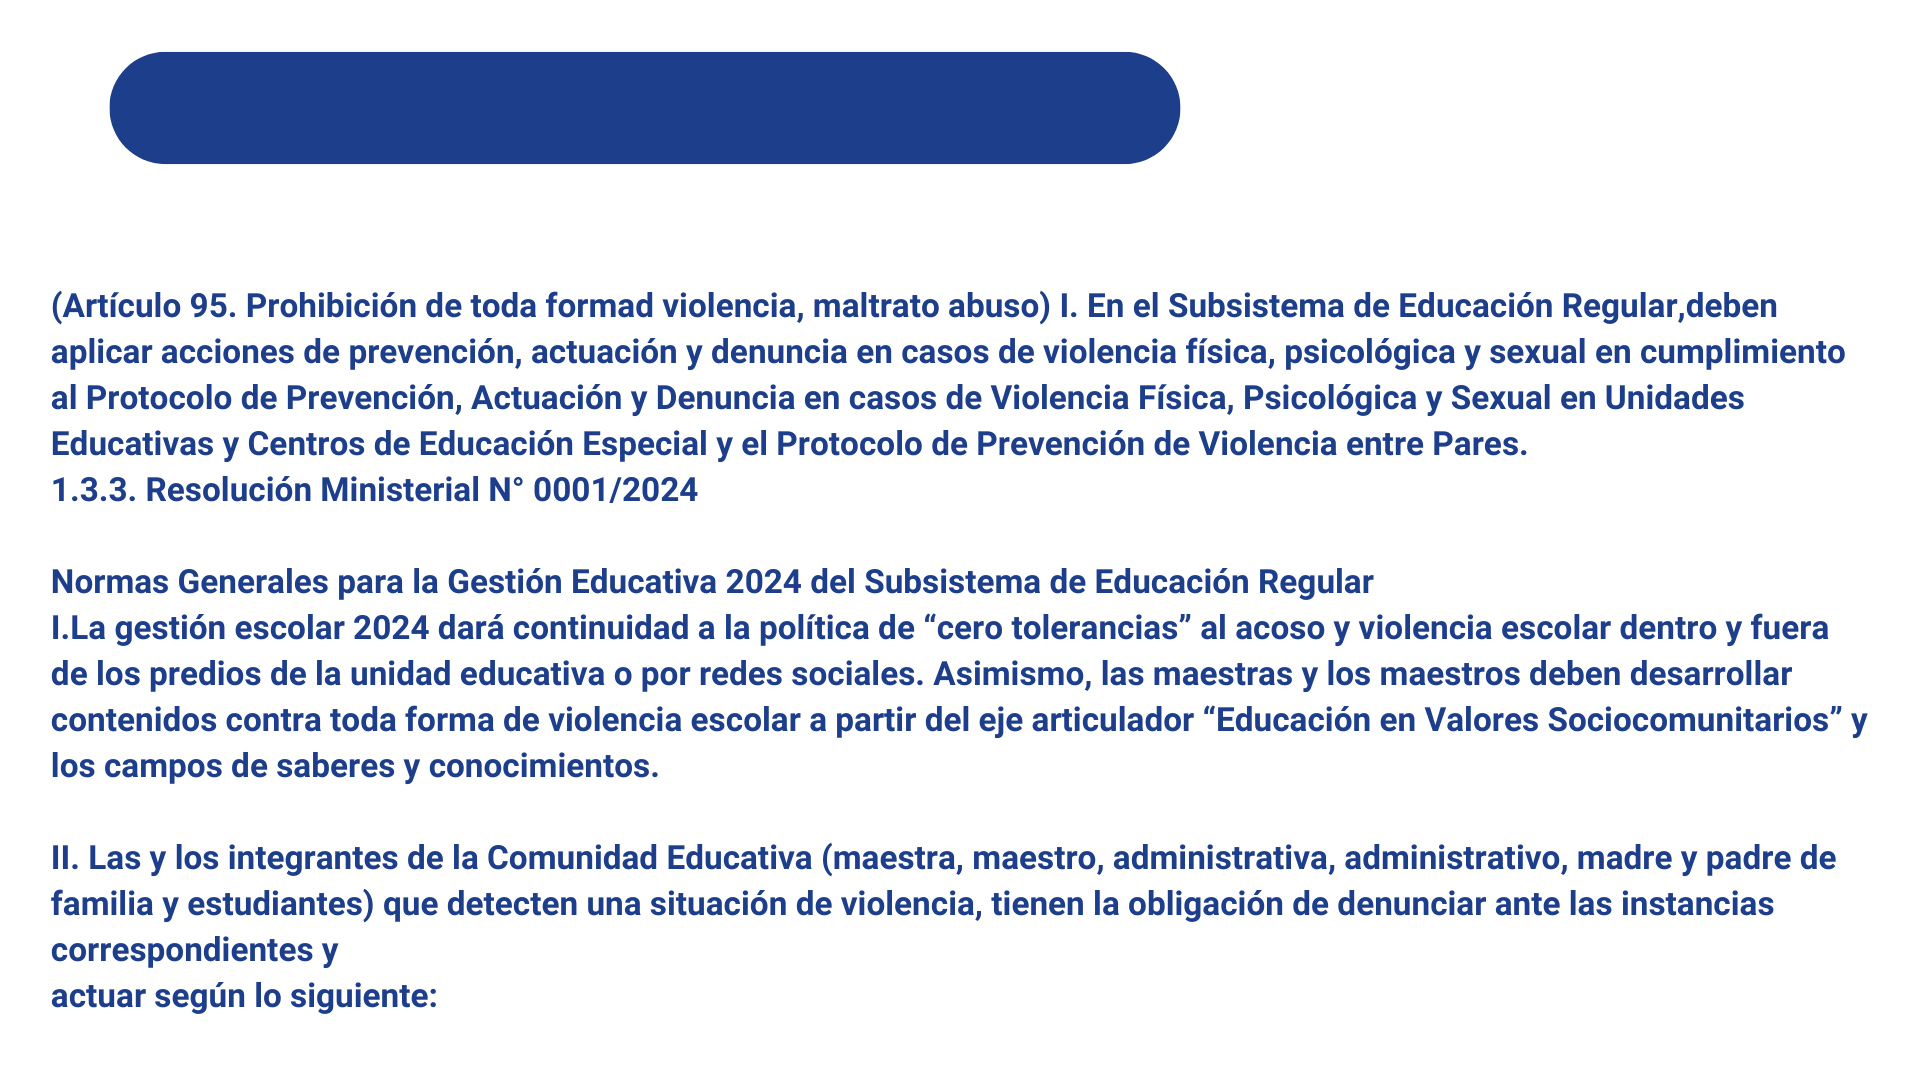 (Artículo 95. Prohibición de toda formad violencia, maltrato abuso) I. En el Subsistema de Educación Regular,deben
aplicar acciones de prevención, actuación y denuncia en casos de violencia física, psicológica y sexual en cumplimiento
al Protocolo de Prevención, Actuación y Denuncia en casos de Violencia Física, Psicológica y Sexual en Unidades
Educativas y Centros de Educación Especial y el Protocolo de Prevención de Violencia entre Pares.
1.3.3. Resolución Ministerial N° 0001/2024
Normas Generales para la Gestión Educativa 2024 del Subsistema de Educación Regular
I.La gestión escolar 2024 dará continuidad a la política de “cero tolerancias” al acoso y violencia escolar dentro y fuera
de los predios de la unidad educativa o por redes sociales. Asimismo, las maestras y los maestros deben desarrollar
contenidos contra toda forma de violencia escolar a partir del eje articulador “Educación en Valores Sociocomunitarios” y
los campos de saberes y conocimientos.
II. Las y los integrantes de la Comunidad Educativa (maestra, maestro, administrativa, administrativo, madre y padre de
familia y estudiantes) que detecten una situación de violencia, tienen la obligación de denunciar ante las instancias
correspondientes y
actuar según lo siguiente: